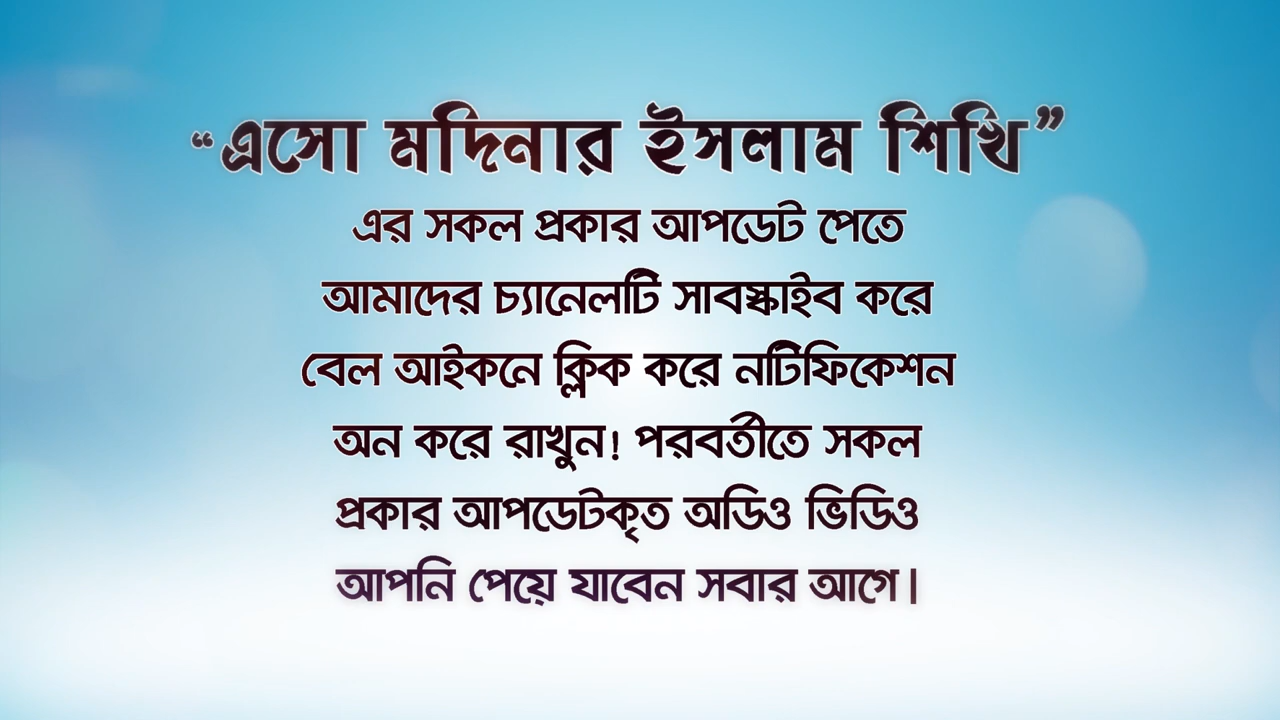 “এসো মদিনার ইসলাম শিখি”
এর সকল প্রকার আপডেট পেতে
আমাদের চ্যানেলটি সাবস্কাইব করে
বেল আইকনে ক্লিক করে নটিফিকেশন
অন করে রাখুন! পরবর্তীতে সকল
প্রকার আপডেটকৃত অডিও ভিডিও
আপনি পেয়ে যাবেন সবার আগে।